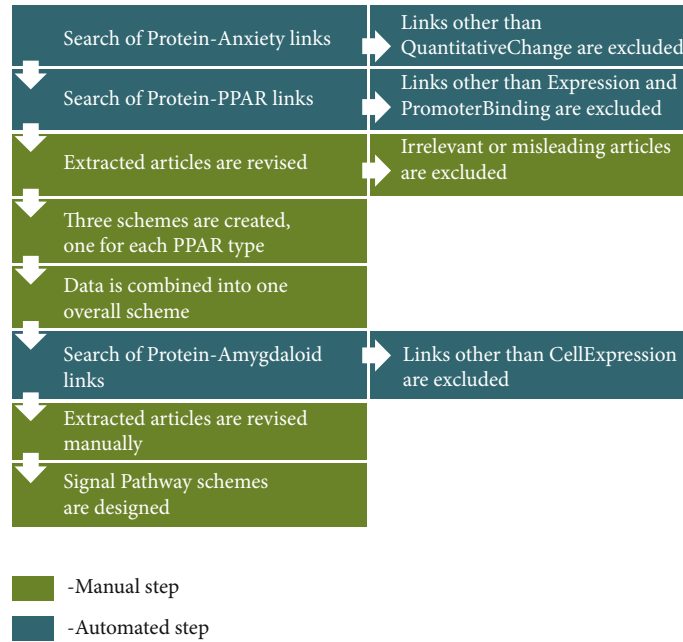 Search of Protein-Anxiety links
Links other than
QuantitativeChange are excluded
Search of Protein-PPAR links
Links other than Expression and
PromoterBinding are excluded
Extracted articles are revised
Irrelevant or misleading articles
are excluded
Three schemes are created,
one for each PPAR type
Data is combined into one
overall scheme
Search of Protein-Amygdaloid
links
Links other than CellExpression
are excluded
Extracted articles are revised
manually
Signal Pathway schemes
are designed
-Manual step
-Automated step